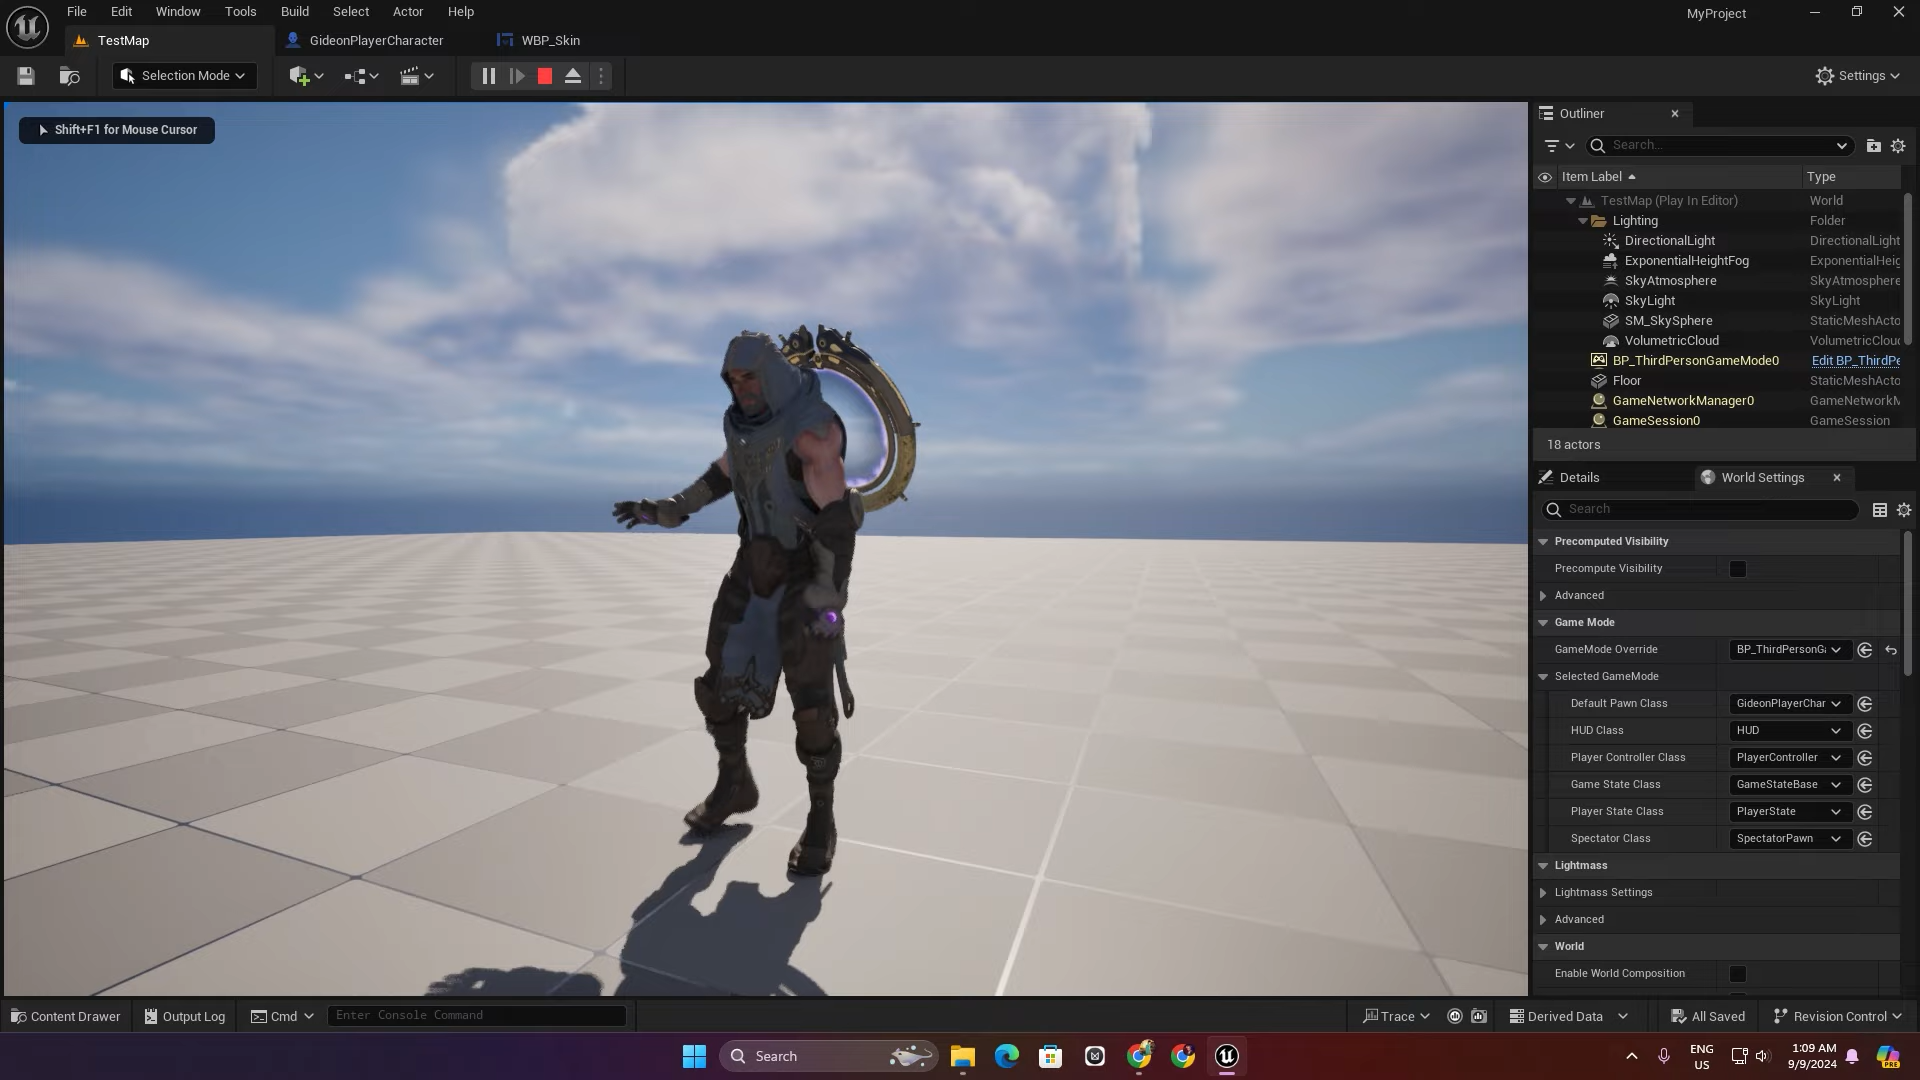 File Edit Window Tools Build Select Actor Help
MyProject
TestMap
GideonPlayerCharacter
WBP_Skin
Selection Mode
Settings
Shift+F1 for Mouse Cursor
Outliner
Search...
Item Label
Type
TestMap (Play In Editor)
World
Lighting
Folder
DirectionalLight
DirectionalLight
ExponentialHeightFog
ExponentialHeig
SkyAtmosphere
SkyAtmosphere
SkyLight
SkyLight
SM_SkySphere
StaticMeshActo
VolumetricCloud
VolumetricCloud
BP_ThirdPersonGameMode0
Edit BP_ThirdPe
Floor
StaticMeshActo
GameNetworkManager0
GameNetworkM
GameSession0
GameSession
18 actors
Details
World Settings
Search
Precomputed Visibility
Precompute Visibility
Advanced
Game Mode
GameMode Override
BP_ThirdPersonGa
Selected GameMode
Default Pawn Class
GideonPlayerChar
HUD Class
HUD
Player Controller Class
PlayerController
Game State Class
GameStateBase
Player State Class
PlayerState
Spectator Class
SpectatorPawn
Lightmass
Lightmass Settings
Advanced
World
Enable World Composition
Content Drawer
Output Log
Cmd
Enter Console Command
Trace
Derived Data
All Saved
Revision Control
Search
ENG
US
1:09 AM
9/9/2024
PRE